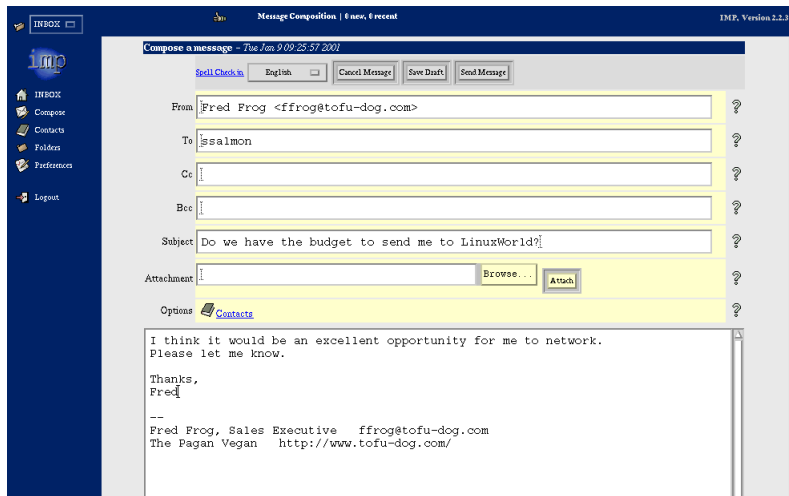 INBOX
Message Composition | 0 new, 0 recent
IMP, Version 2.2.3
imp
INBOX
Compose
Contacts
Folders
Preferences
Logout
Compose a message - Tue Jan 9 09:25:57 2001
Spell Check in English Cancel Message Save Draft Send Message
From Fred Frog <ffrog@tofu-dog.com> ?
To ssalmon ?
Cc ?
Bcc ?
Subject Do we have the budget to send me to LinuxWorld? ?
Attachment Browse... Attach ?
Options Contacts ?
I think it would be an excellent opportunity for me to network.
Please let me know.
Thanks,
Fred
--
Fred Frog, Sales Executive ffrog@tofu-dog.com
The Pagan Vegan http://www.tofu-dog.com/